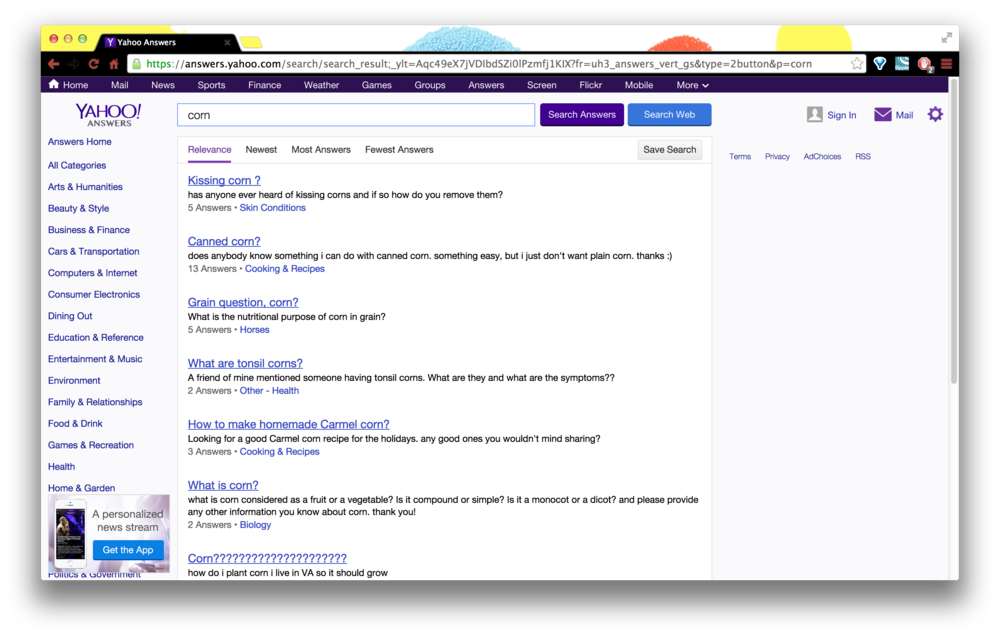 Yahoo Answers
https://answers.yahoo.com/search/search_result;_ylt=Aqc49eX7jVDIbdSZi0IPzmfj1KIX?fr=uh3_answers_vert_gs&type=2button&p=corn
2
Home Mail News Sports Finance Weather Games Groups Answers Screen Flickr Mobile More
YAHOO!
ANSWERS
corn
Search Answers
Search Web
Sign In
Mail
Answers Home
All Categories
Arts & Humanities
Beauty & Style
Business & Finance
Cars & Transportation
Computers & Internet
Consumer Electronics
Dining Out
Education & Reference
Entertainment & Music
Environment
Family & Relationships
Food & Drink
Games & Recreation
Health
Home & Garden
A personalized
news stream
Get the App
Politics & Government
Relevance Newest Most Answers Fewest Answers
Save Search
Kissing corn ?
has anyone ever heard of kissing corns and if so how do you remove them?
5 Answers • Skin Conditions
Canned corn?
does anybody know something i can do with canned corn. something easy, but i just don't want plain corn. thanks :)
13 Answers • Cooking & Recipes
Grain question, corn?
What is the nutritional purpose of corn in grain?
5 Answers • Horses
What are tonsil corns?
A friend of mine mentioned someone having tonsil corns. What are they and what are the symptoms??
2 Answers • Other - Health
How to make homemade Carmel corn?
Looking for a good Carmel corn recipe for the holidays. any good ones you wouldn't mind sharing?
3 Answers • Cooking & Recipes
What is corn?
what is corn considered as a fruit or a vegetable? Is it compound or simple? Is it a monocot or a dicot? and please provide
any other information you know about corn. thank you!
2 Answers • Biology
Corn?????????????????????
how do i plant corn i live in VA so it should grow
Terms Privacy AdChoices RSS